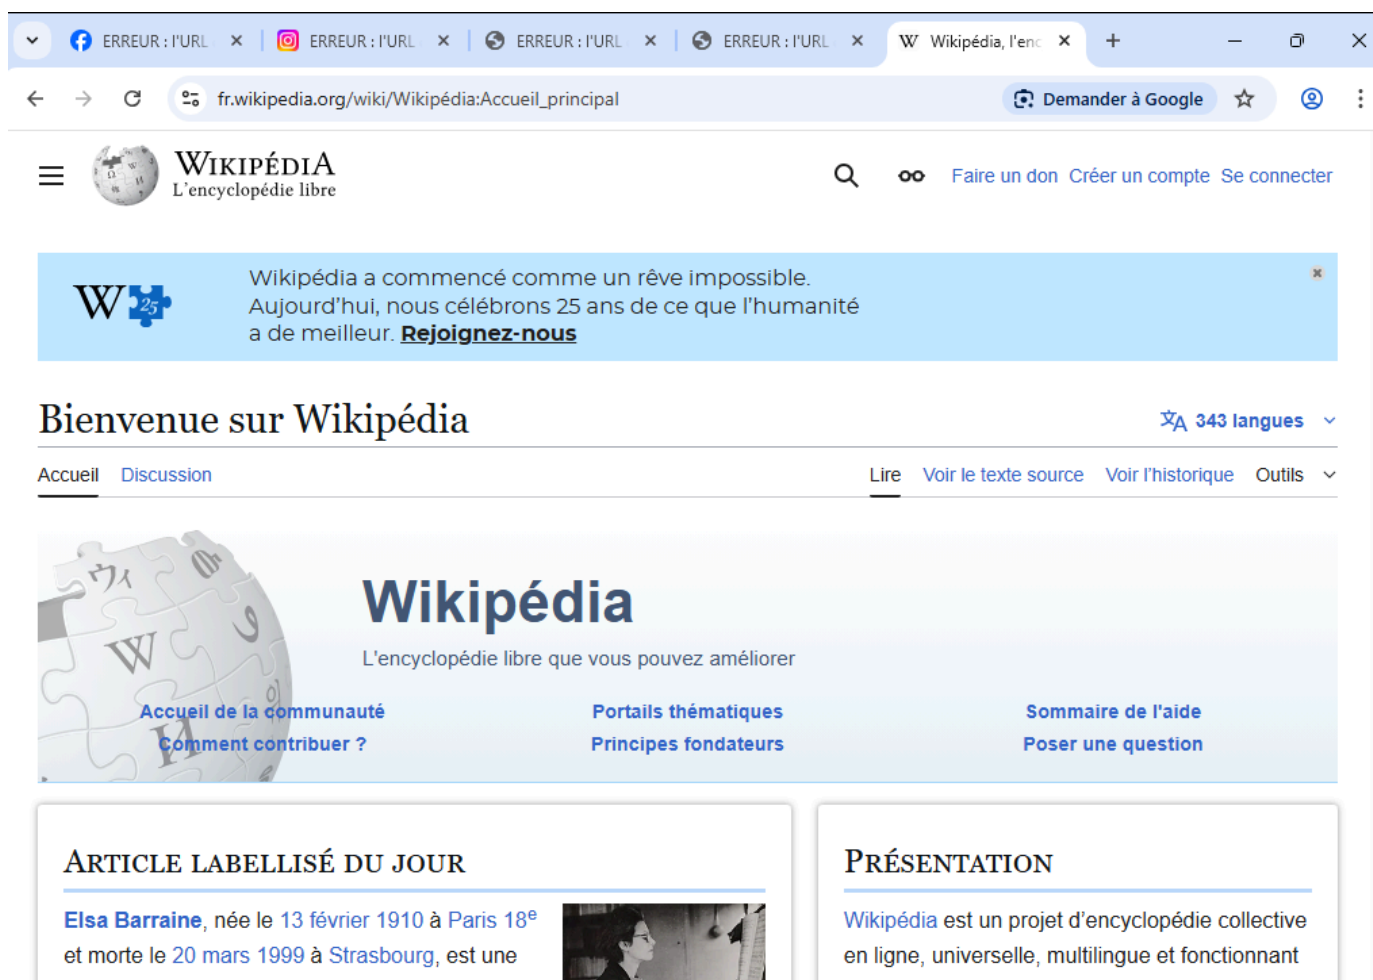 ERREUR : l'URL
ERREUR : l'URL
ERREUR : l'URL
ERREUR : l'URL
Wikipédia, l'enc
fr.wikipedia.org/wiki/Wikipédia:Accueil_principal
Demander à Google
WIKIPÉDIA
L'encyclopédie libre
Faire un don Créer un compte Se connecter
W 25
Wikipédia a commencé comme un rêve impossible.
Aujourd'hui, nous célébrons 25 ans de ce que l'humanité
a de meilleur. Rejoignez-nous
Bienvenue sur Wikipédia
343 langues
Accueil Discussion
Lire Voir le texte source Voir l'historique Outils
Wikipédia
L'encyclopédie libre que vous pouvez améliorer
Accueil de la communauté
Portails thématiques
Sommaire de l'aide
Comment contribuer ?
Principes fondateurs
Poser une question
ARTICLE LABELLISÉ DU JOUR
Elsa Barraine, née le 13 février 1910 à Paris 18e
et morte le 20 mars 1999 à Strasbourg, est une
PRÉSENTATION
Wikipédia est un projet d'encyclopédie collective
en ligne, universelle, multilingue et fonctionnant